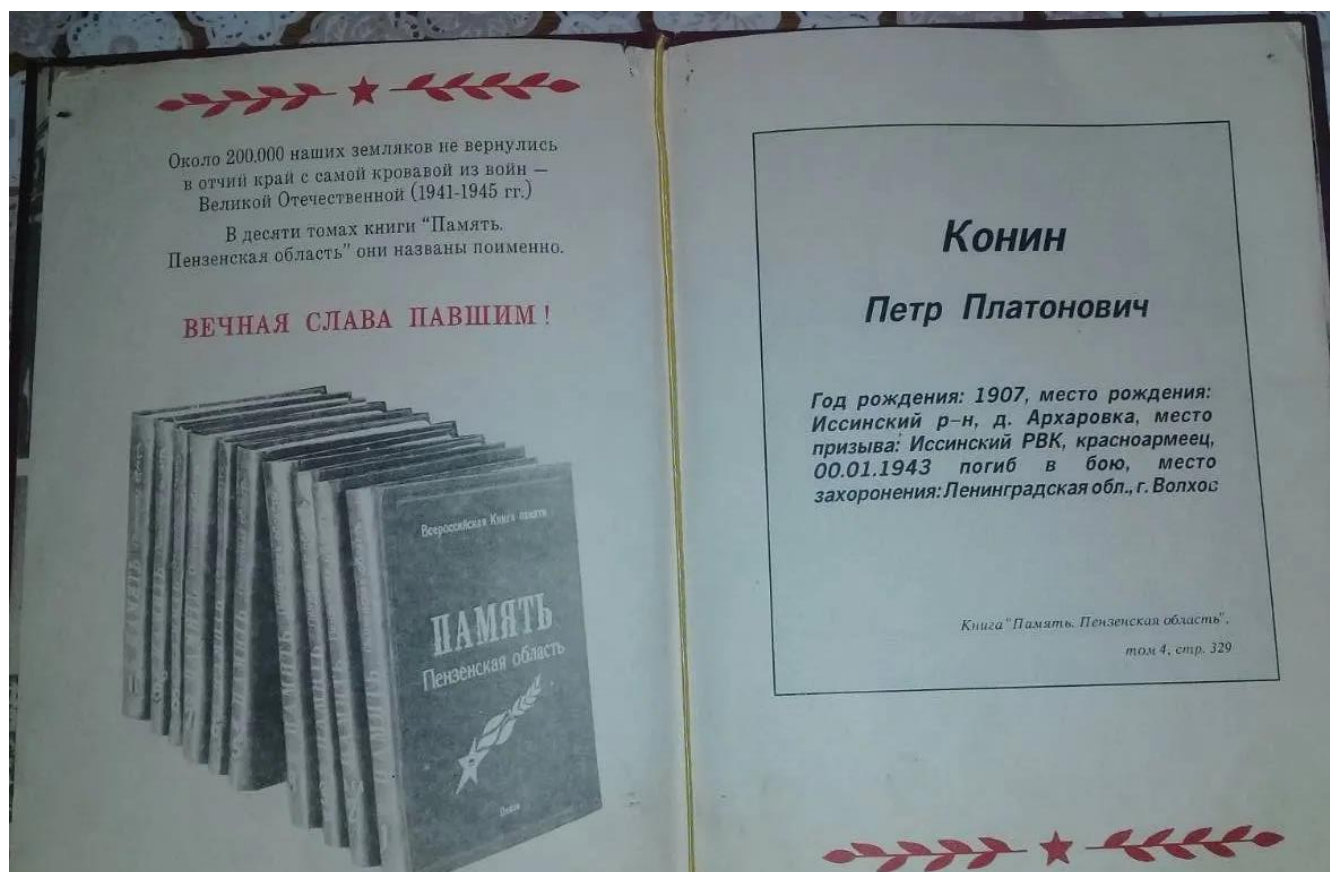 Около 200.000 наших земляков не вернулись
в отчий край с самой кровавой из войн —
Великой Отечественной (1941-1945 гг.)
В десяти томах книги "Память.
Пензенская область" они названы поименно.
ВЕЧНАЯ СЛАВА ПАВШИМ!
Всероссийская Книга памяти
ПАМЯТЬ
Пензенская область
Конин
Петр Платонович
Год рождения: 1907, место рождения:
Иссинский р-н, д. Архаровка, место
призыва: Иссинский РВК, красноармеец,
00.01.1943 погиб в бою, место
захоронения: Ленинградская обл., г. Волхов
Книга "Память. Пензенская область",
том 4, стр. 329